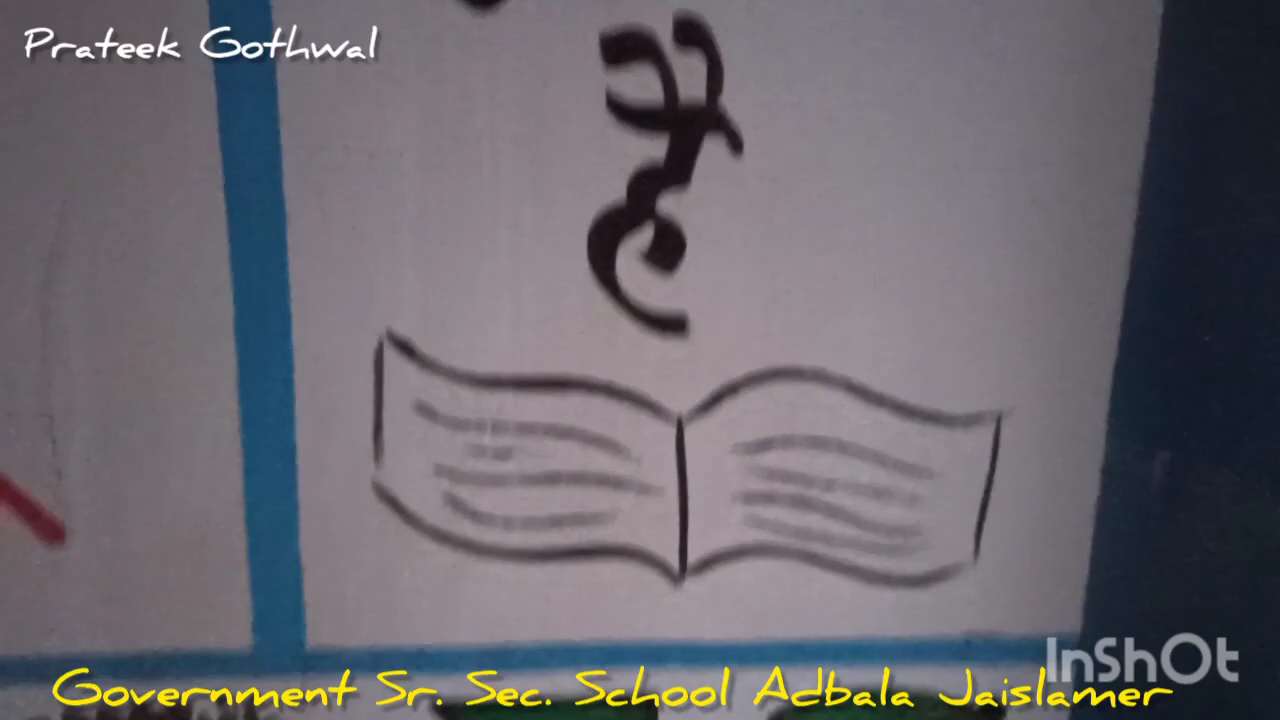 Prateek Gothwal
InShOt
Government Sr. Sec. School Adbala Jaislamer